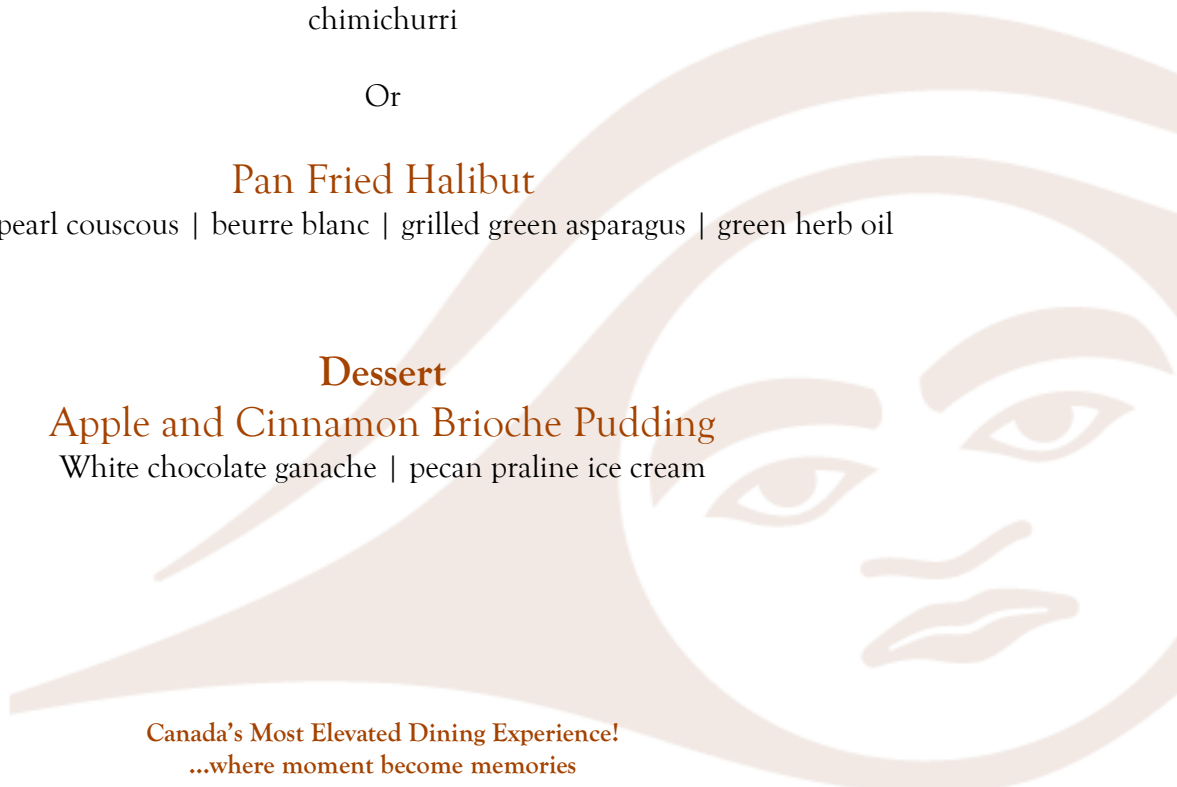 chimichurri
Or
Pan Fried Halibut
pearl couscous | beurre blanc | grilled green asparagus | green herb oil
Dessert
Apple and Cinnamon Brioche Pudding
White chocolate ganache | pecan praline ice cream
Canada’s Most Elevated Dining Experience!
...where moment become memories